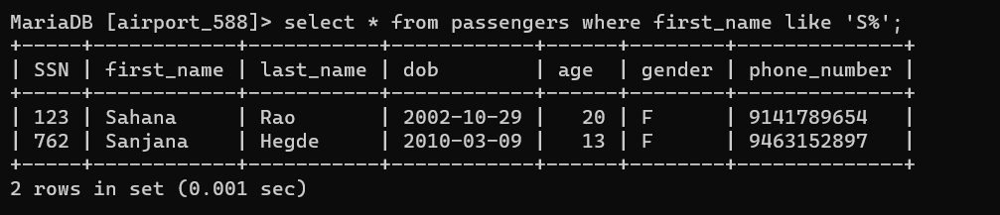 MariaDB [airport_588]> select * from passengers where first_name like 'S%';
+-----+------------+-----------+------------+------+--------+--------------+
| SSN | first_name | last_name | dob        | age  | gender | phone_number |
+-----+------------+-----------+------------+------+--------+--------------+
| 123 | Sahana     | Rao       | 2002-10-29 |   20 | F      | 9141789654   |
| 762 | Sanjana    | Hegde     | 2010-03-09 |   13 | F      | 9463152897   |
+-----+------------+-----------+------------+------+--------+--------------+
2 rows in set (0.001 sec)